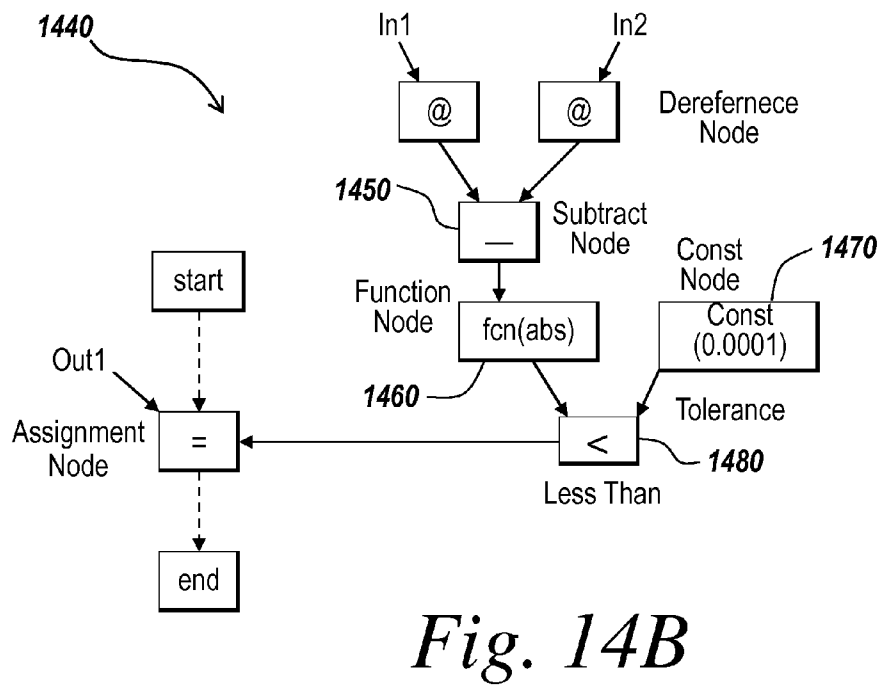 1440
In1
In2
@
@
Derefernece
Node
1450
_
Subtract
Node
Const
Node
1470
start
Function
Node
fcn(abs)
Const
(0.0001)
Out1
1460
Tolerance
Assignment
Node
=
<
1480
Less Than
end
Fig. 14B